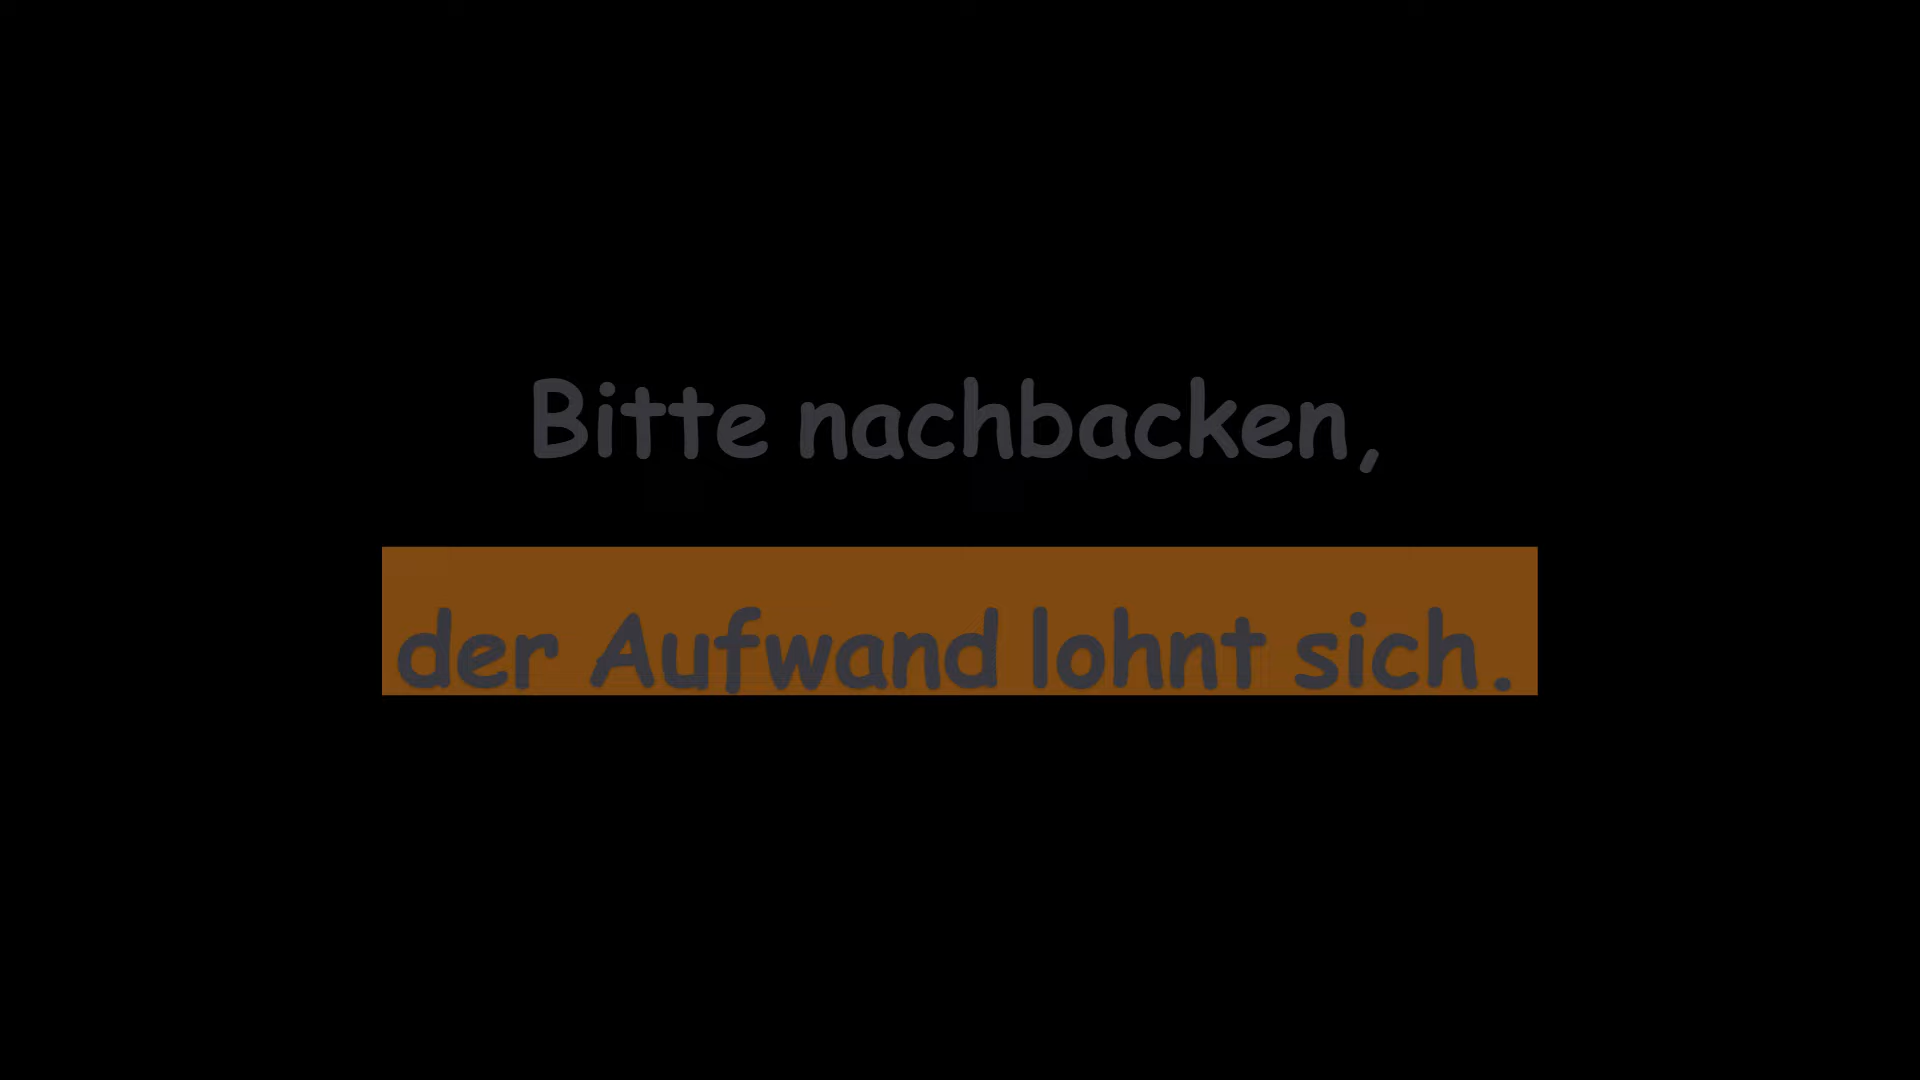 Bitte nachbacken,
der Aufwand lohnt sich.